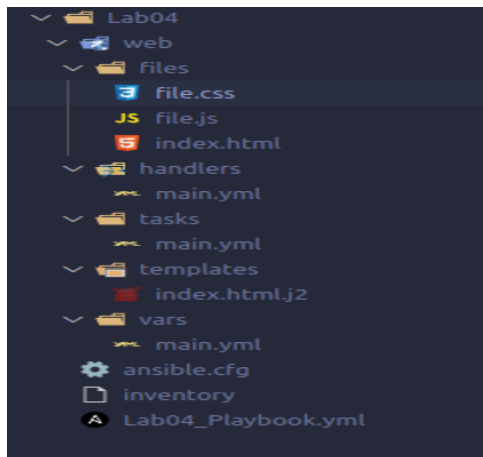 Lab04
web
files
file.css
JS file.js
index.html
handlers
main.yml
tasks
main.yml
templates
index.html.j2
vars
main.yml
ansible.cfg
inventory
A Lab04_Playbook.yml